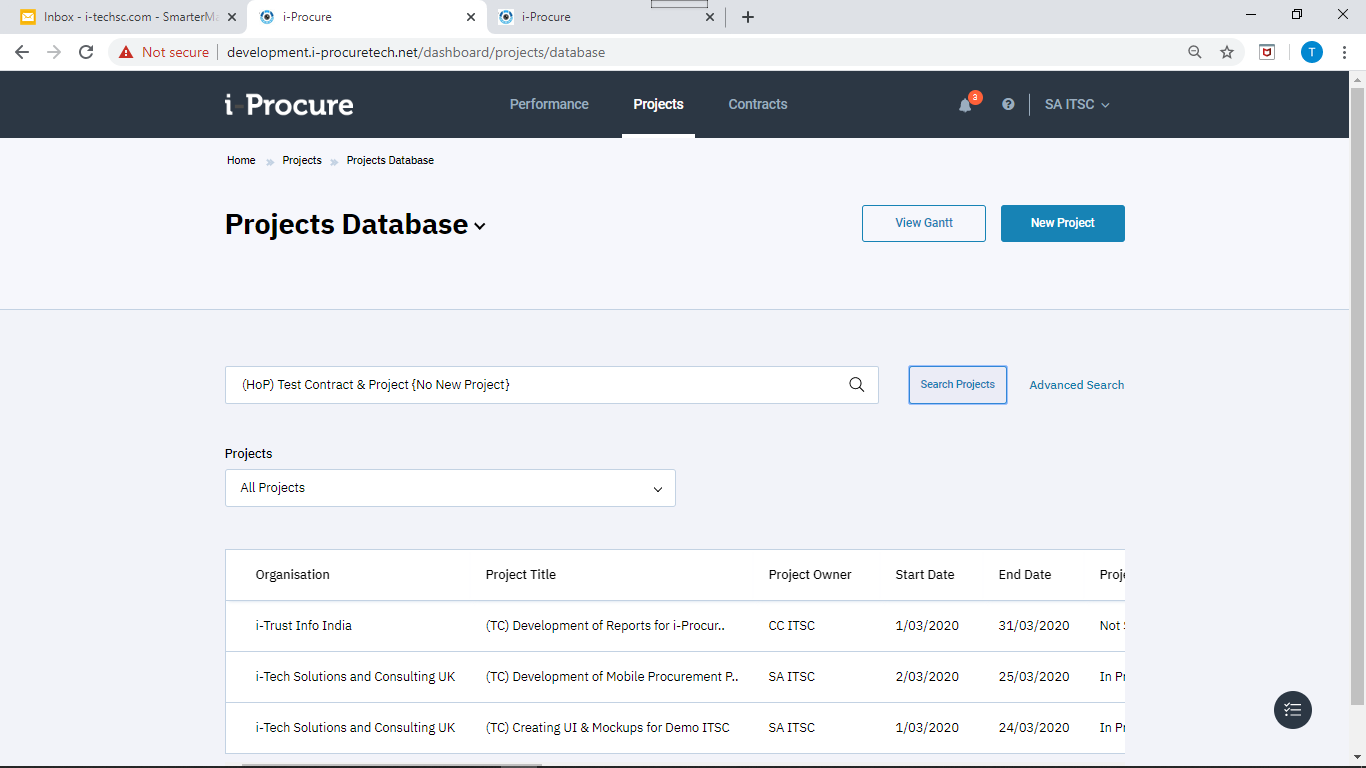 Inbox - i-techsc.com - SmarterMa
i-Procure
i-Procure
Not secure
development.i-procuretech.net/dashboard/projects/database
T
i-Procure
Performance
Projects
Contracts
3
SA ITSC
Home
Projects
Projects Database
Projects Database
View Gantt
New Project
(HoP) Test Contract & Project {No New Project}
Search Projects
Advanced Search
Projects
All Projects
Organisation Project Title Project Owner Start Date End Date Proje
i-Trust Info India (TC) Development of Reports for i-Procur.. CC ITSC 1/03/2020 31/03/2020 Not S
i-Tech Solutions and Consulting UK (TC) Development of Mobile Procurement P.. SA ITSC 2/03/2020 25/03/2020 In Pr
i-Tech Solutions and Consulting UK (TC) Creating UI & Mockups for Demo ITSC SA ITSC 1/03/2020 24/03/2020 In Pr